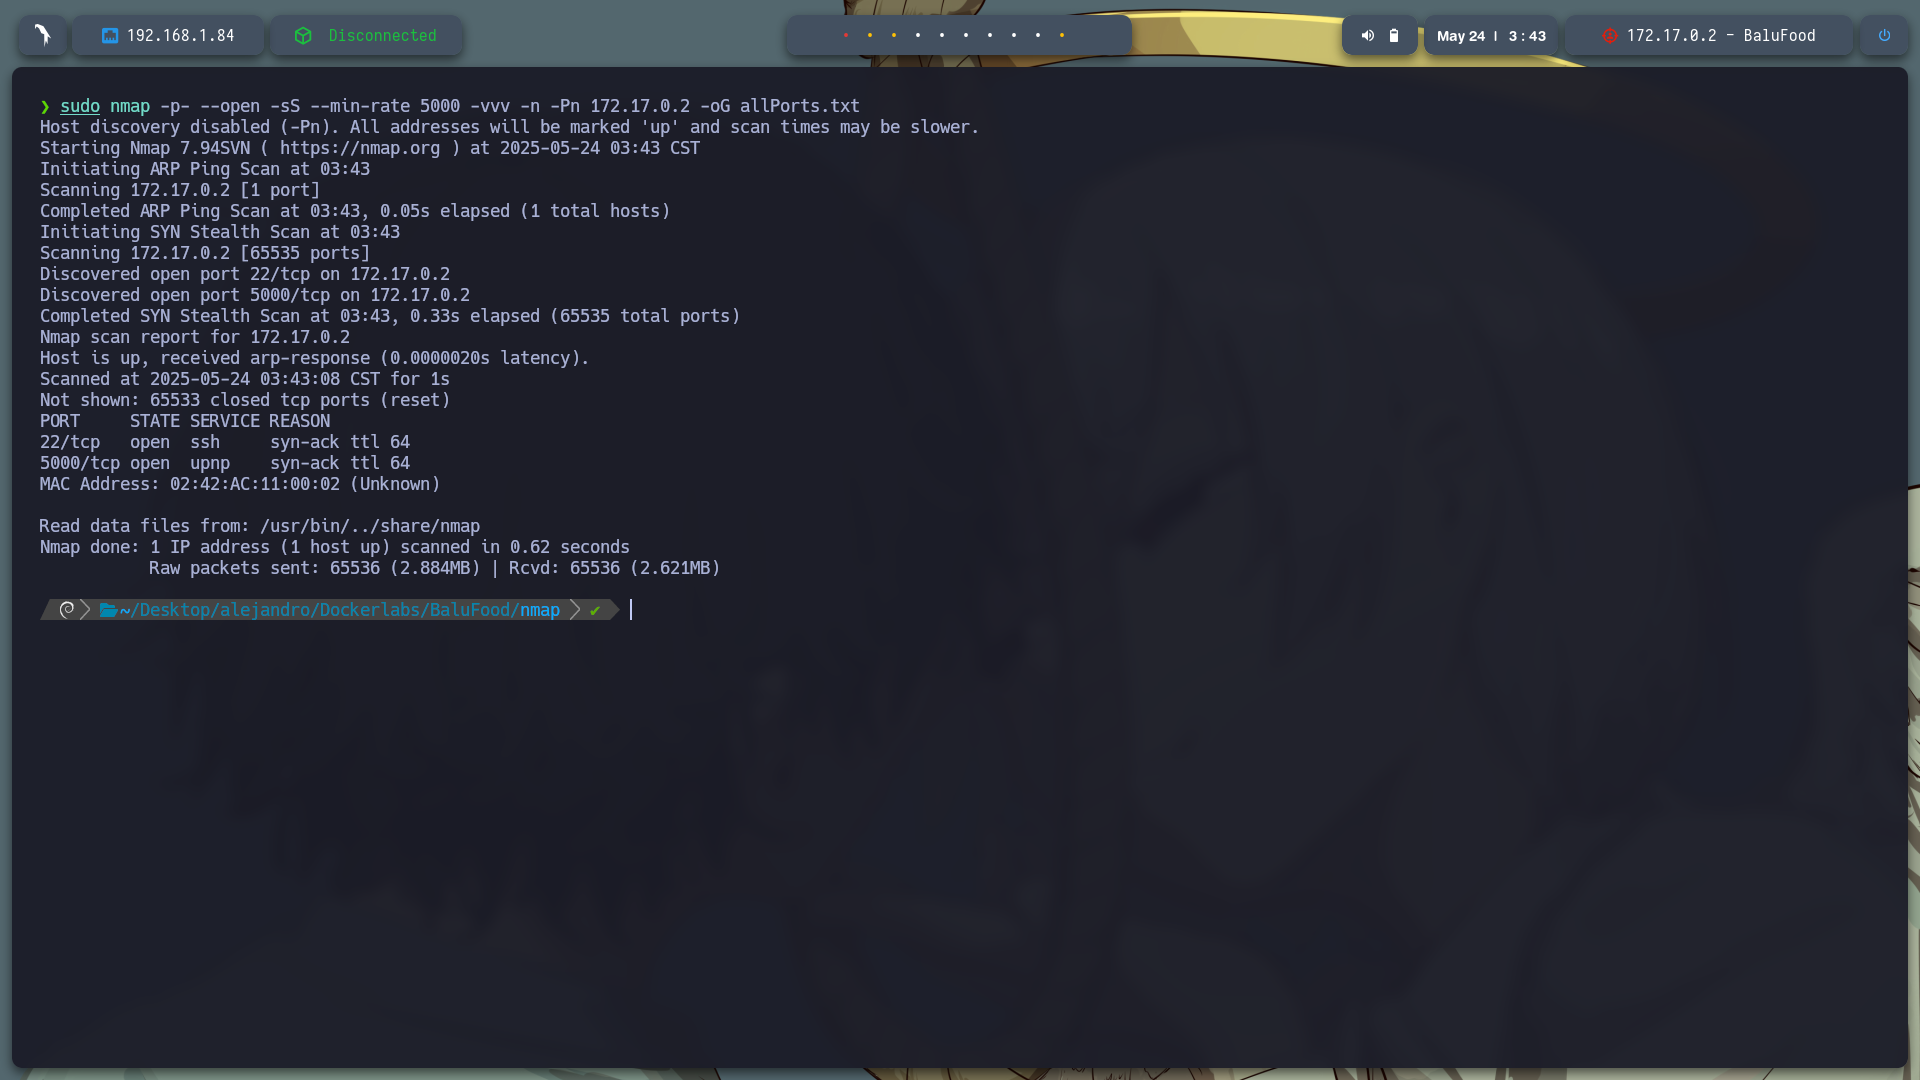 192.168.1.84
Disconnected
May 24 | 3:43
172.17.0.2 - BaluFood
❯ sudo nmap -p- --open -sS --min-rate 5000 -vvv -n -Pn 172.17.0.2 -oG allPorts.txt
Host discovery disabled (-Pn). All addresses will be marked 'up' and scan times may be slower.
Starting Nmap 7.94SVN ( https://nmap.org ) at 2025-05-24 03:43 CST
Initiating ARP Ping Scan at 03:43
Scanning 172.17.0.2 [1 port]
Completed ARP Ping Scan at 03:43, 0.05s elapsed (1 total hosts)
Initiating SYN Stealth Scan at 03:43
Scanning 172.17.0.2 [65535 ports]
Discovered open port 22/tcp on 172.17.0.2
Discovered open port 5000/tcp on 172.17.0.2
Completed SYN Stealth Scan at 03:43, 0.33s elapsed (65535 total ports)
Nmap scan report for 172.17.0.2
Host is up, received arp-response (0.0000020s latency).
Scanned at 2025-05-24 03:43:08 CST for 1s
Not shown: 65533 closed tcp ports (reset)
PORT     STATE SERVICE REASON
22/tcp   open  ssh     syn-ack ttl 64
5000/tcp open  upnp    syn-ack ttl 64
MAC Address: 02:42:AC:11:00:02 (Unknown)
Read data files from: /usr/bin/../share/nmap
Nmap done: 1 IP address (1 host up) scanned in 0.62 seconds
           Raw packets sent: 65536 (2.884MB) | Rcvd: 65536 (2.621MB)
~/Desktop/alejandro/Dockerlabs/BaluFood/nmap ✔